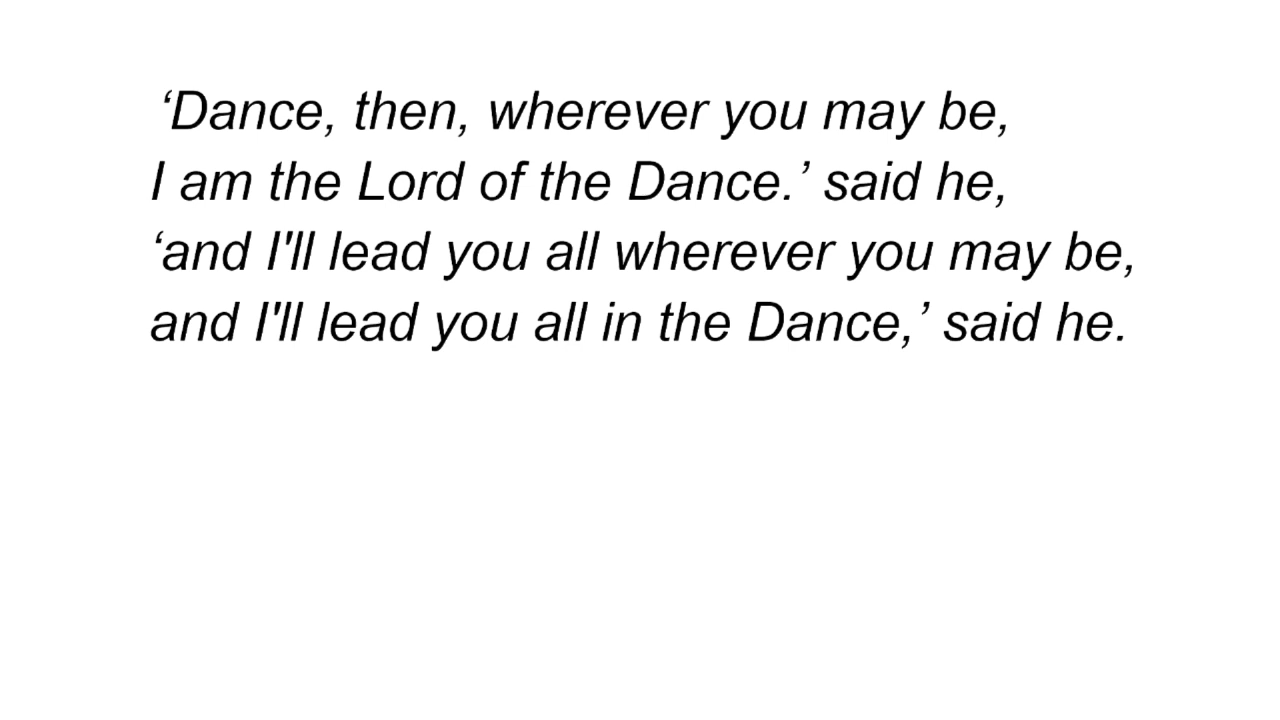 ‘Dance, then, wherever you may be,
I am the Lord of the Dance.’ said he,
‘and I'll lead you all wherever you may be,
and I'll lead you all in the Dance,’ said he.